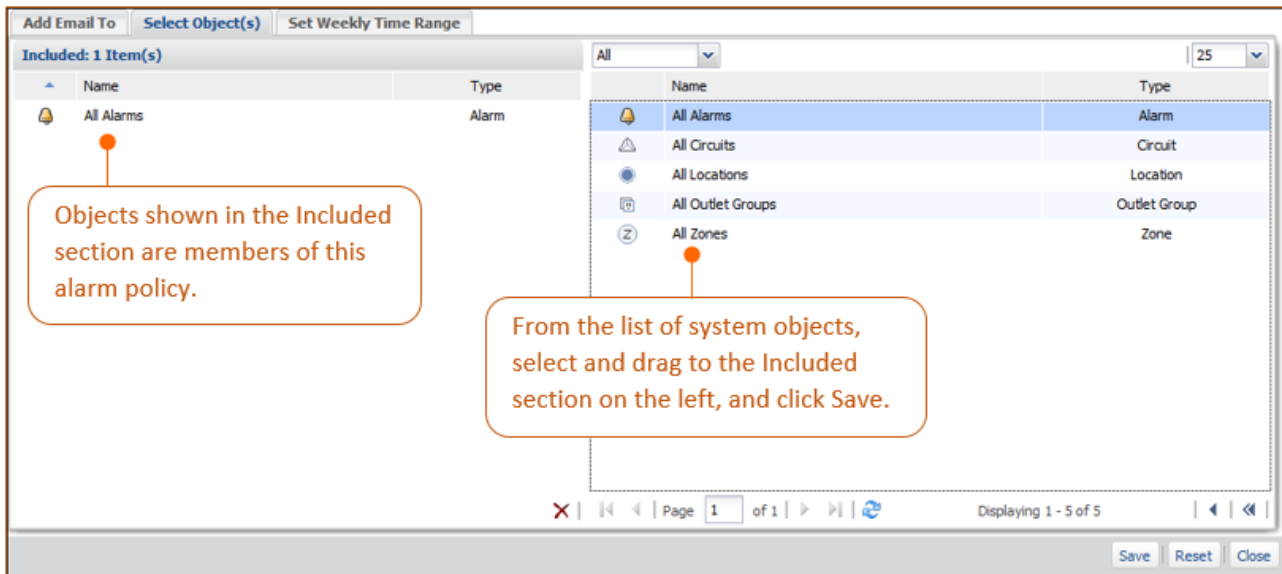 Add Email To Select Object(s) Set Weekly Time Range
Included: 1 Item(s) All 25
Name Type Name Type
All Alarms Alarm All Alarms Alarm
All Circuits Circuit
All Locations Location
All Outlet Groups Outlet Group
Z All Zones Zone
Objects shown in the Included
section are members of this
alarm policy.
From the list of system objects,
select and drag to the Included
section on the left, and click Save.
Page 1 of 1 Displaying 1 - 5 of 5
Save Reset Close